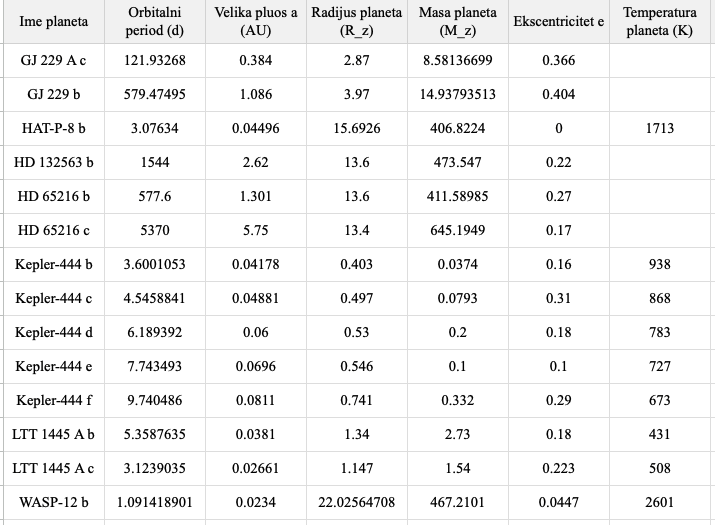 Ime planeta Orbitalni period (d) Velika pluos a (AU) Radijus planeta (R_z) Masa planeta (M_z) Ekscentricitet e Temperatura planeta (K)
GJ 229 A c 121.93268 0.384 2.87 8.58136699 0.366
GJ 229 b 579.47495 1.086 3.97 14.93793513 0.404
HAT-P-8 b 3.07634 0.04496 15.6926 406.8224 0 1713
HD 132563 b 1544 2.62 13.6 473.547 0.22
HD 65216 b 577.6 1.301 13.6 411.58985 0.27
HD 65216 c 5370 5.75 13.4 645.1949 0.17
Kepler-444 b 3.6001053 0.04178 0.403 0.0374 0.16 938
Kepler-444 c 4.5458841 0.04881 0.497 0.0793 0.31 868
Kepler-444 d 6.189392 0.06 0.53 0.2 0.18 783
Kepler-444 e 7.743493 0.0696 0.546 0.1 0.1 727
Kepler-444 f 9.740486 0.0811 0.741 0.332 0.29 673
LTT 1445 A b 5.3587635 0.0381 1.34 2.73 0.18 431
LTT 1445 A c 3.1239035 0.02661 1.147 1.54 0.223 508
WASP-12 b 1.091418901 0.0234 22.02564708 467.2101 0.0447 2601